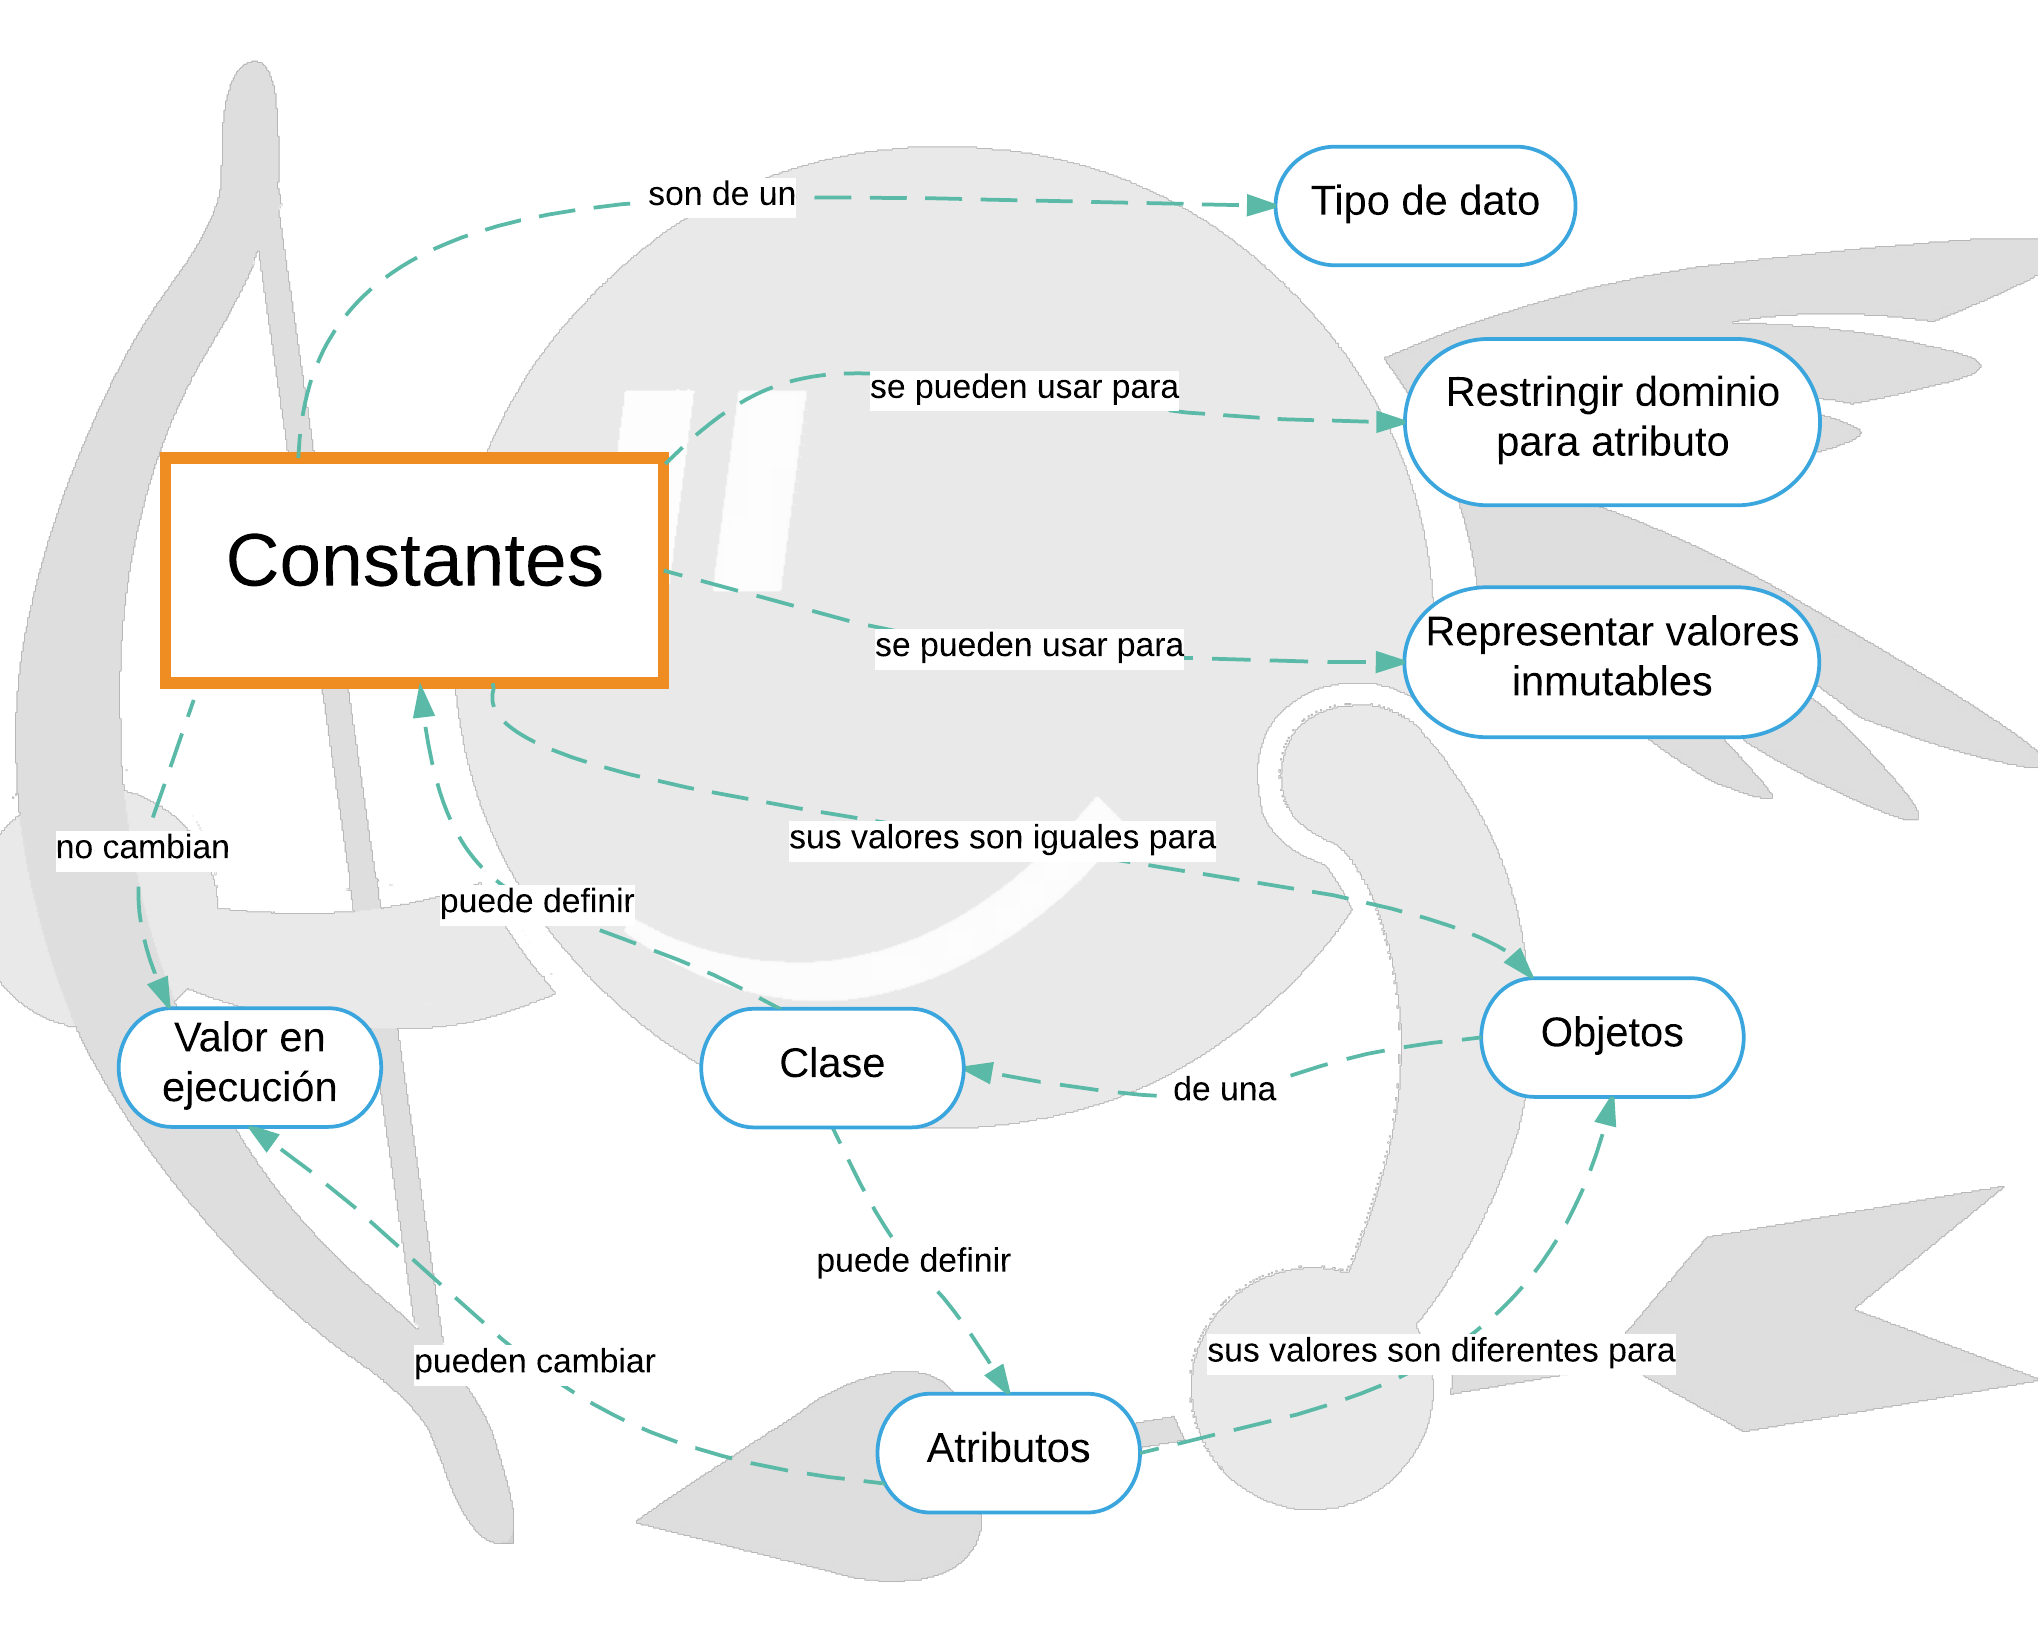 son de un
Tipo de dato
se pueden usar para
Restringir dominio
para atributo
Constantes
se pueden usar para
Representar valores
inmutables
no cambian
sus valores son iguales para
puede definir
Valor en
ejecución
Clase
de una
Objetos
puede definir
pueden cambiar
sus valores son diferentes para
Atributos